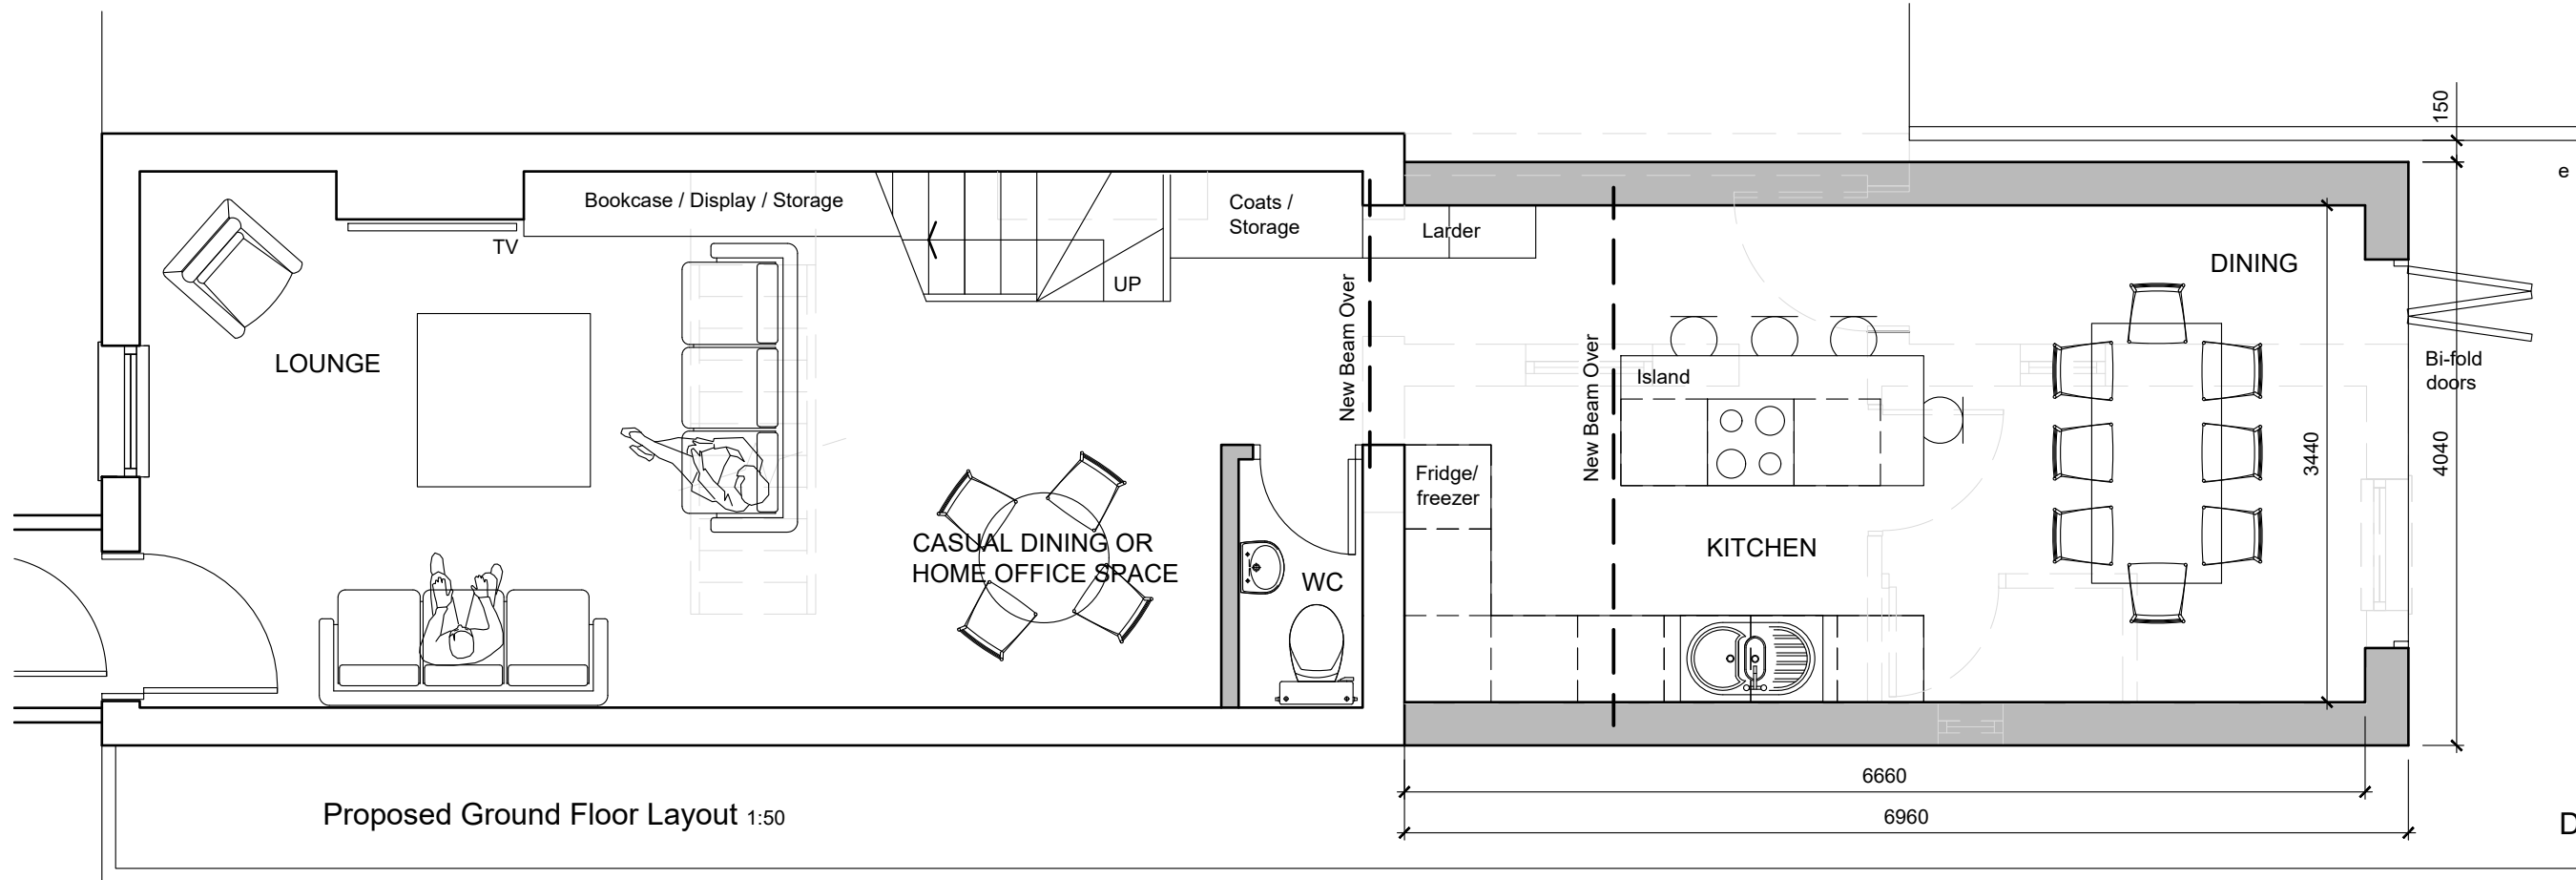 150
e
Bookcase / Display / Storage
Coats /
Storage
Larder
TV
UP
DINING
New Beam Over
New Beam Over
LOUNGE
Island
Bi-fold
doors
Fridge/
freezer
3440
4040
CASUAL DINING OR
HOME OFFICE SPACE
WC
KITCHEN
6660
6960
Proposed Ground Floor Layout 1:50
D